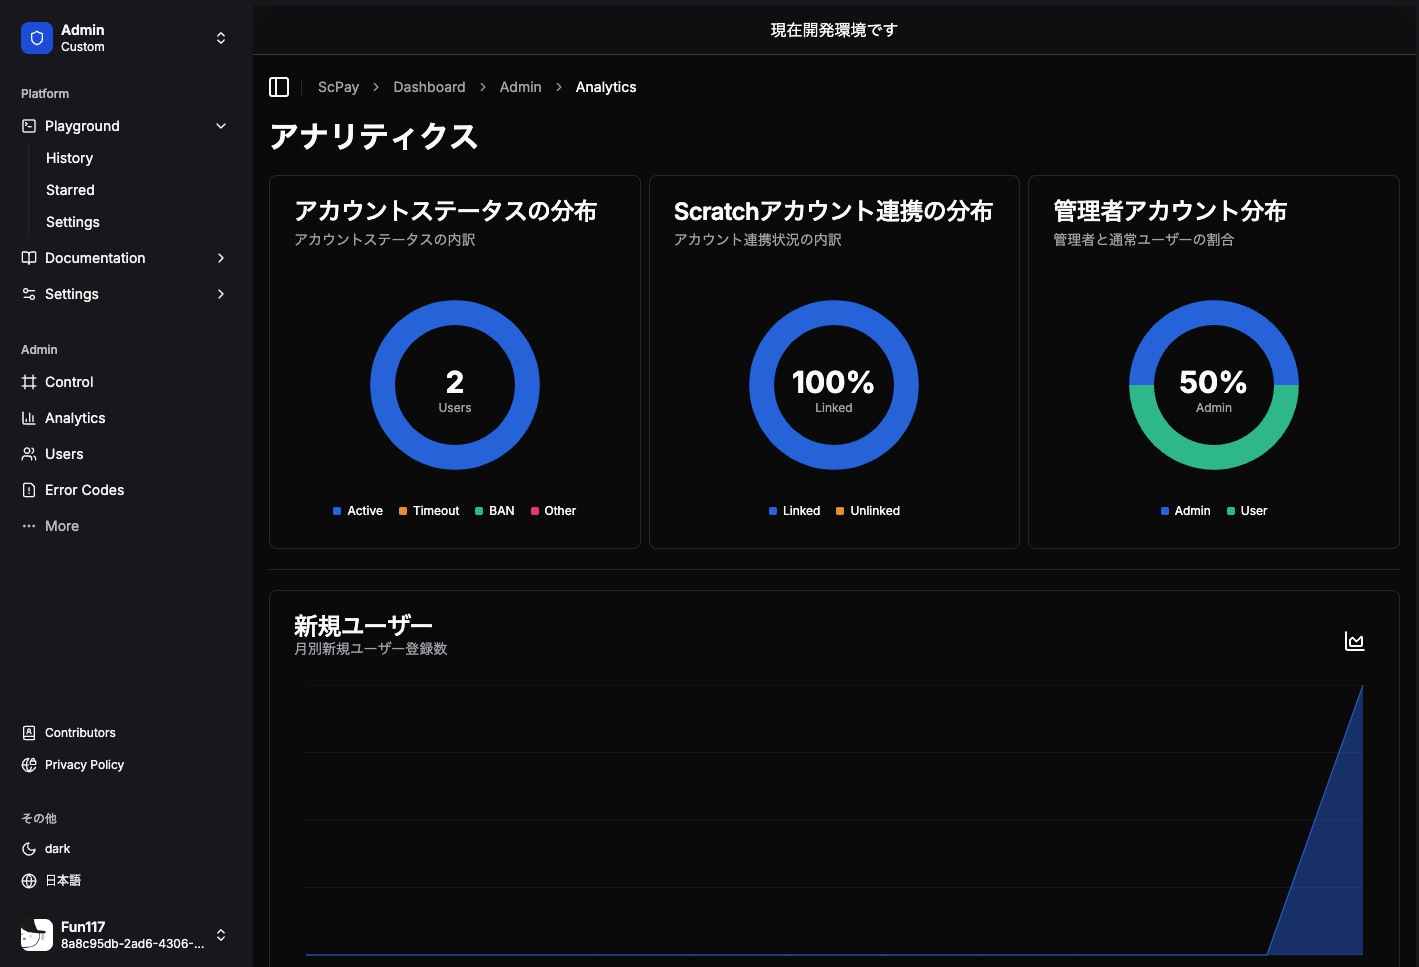 Admin
Custom
Platform
Playground
History
Starred
Settings
Documentation
Settings
Admin
Control
Analytics
Users
Error Codes
More
Contributors
Privacy Policy
その他
dark
日本語
Fun117
8a8c95db-2ad6-4306-...
現在開発環境です
ScPay > Dashboard > Admin > Analytics
アナリティクス
アカウントステータスの分布
アカウントステータスの内訳
2
Users
Active Timeout BAN Other
Scratchアカウント連携の分布
アカウント連携状況の内訳
100%
Linked
Linked Unlinked
管理者アカウント分布
管理者と通常ユーザーの割合
50%
Admin
Admin User
新規ユーザー
月別新規ユーザー登録数